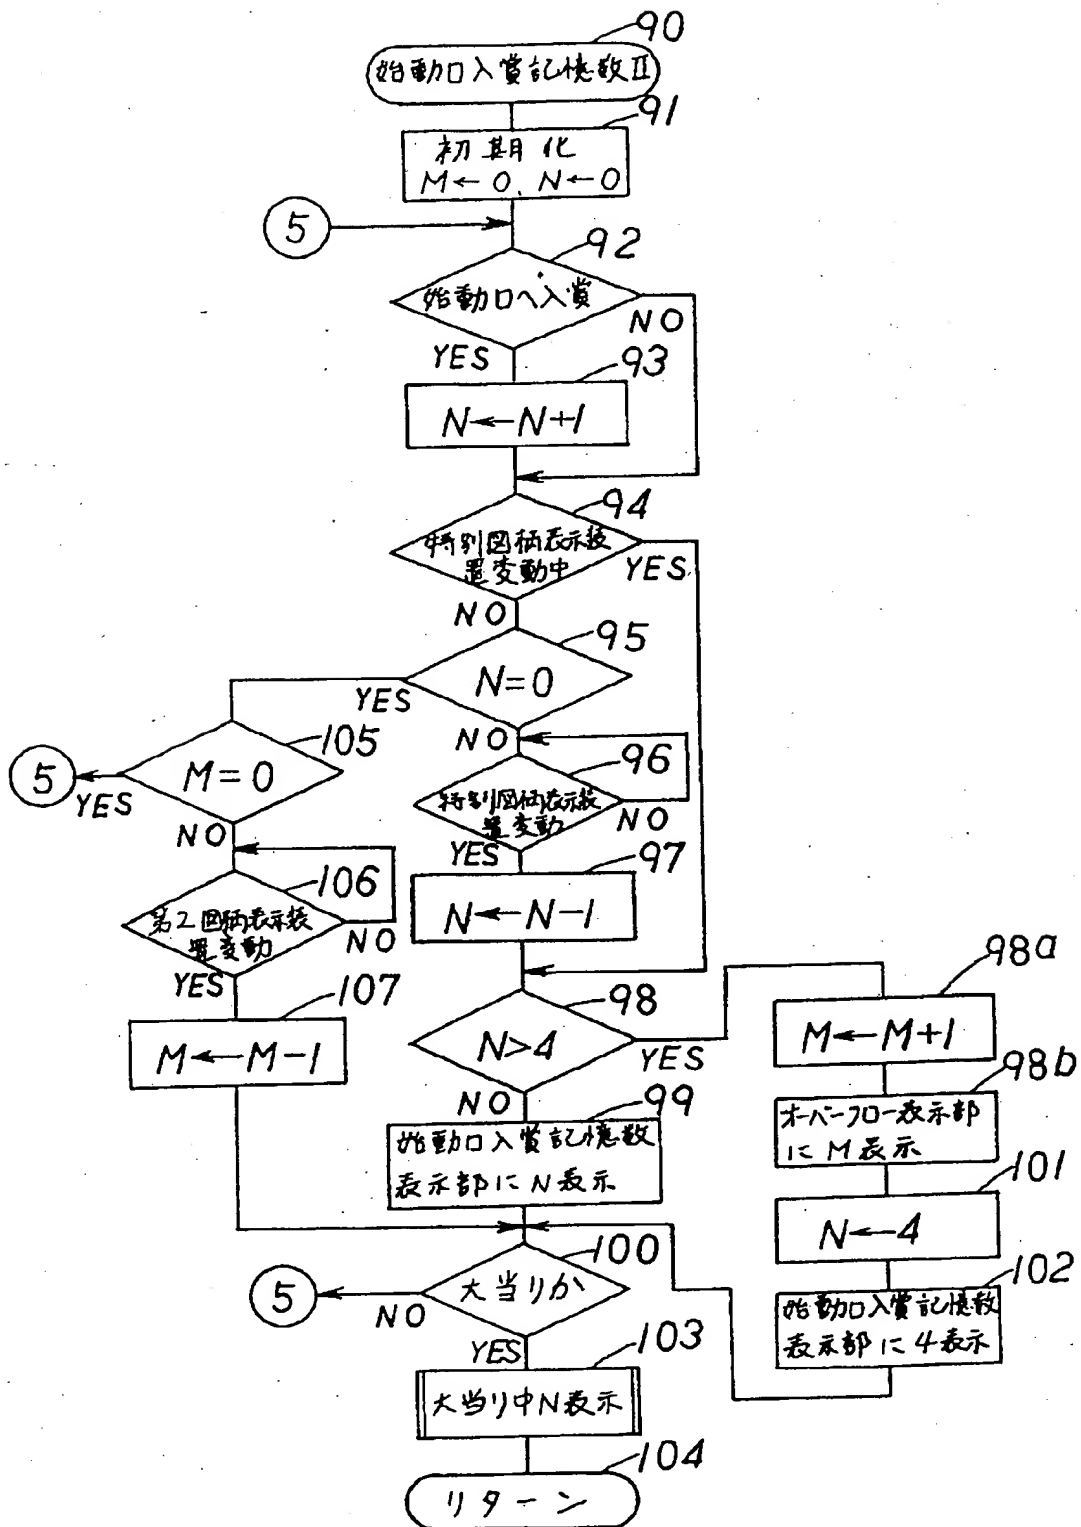 90
始動口入賞記憶数Ⅱ
91
初期化
M←0, N←0
5
92
始動口へ入賞
NO
YES
93
N←N+1
94
特別図柄表示装
置変動中
YES
NO
95
N=0
YES
NO
105
M=0
5
YES
NO
96
特別図柄表示装
置変動
NO
YES
97
N←N-1
106
第2図柄表示装
置変動
NO
YES
107
M←M-1
98
N>4
YES
NO
98a
M←M+1
98b
オーバーフロー表示部
にM表示
99
始動口入賞記憶数
表示部にN表示
101
N←4
100
大当りか
5
NO
YES
102
始動口入賞記憶数
表示部に4表示
103
大当り中N表示
104
リターン